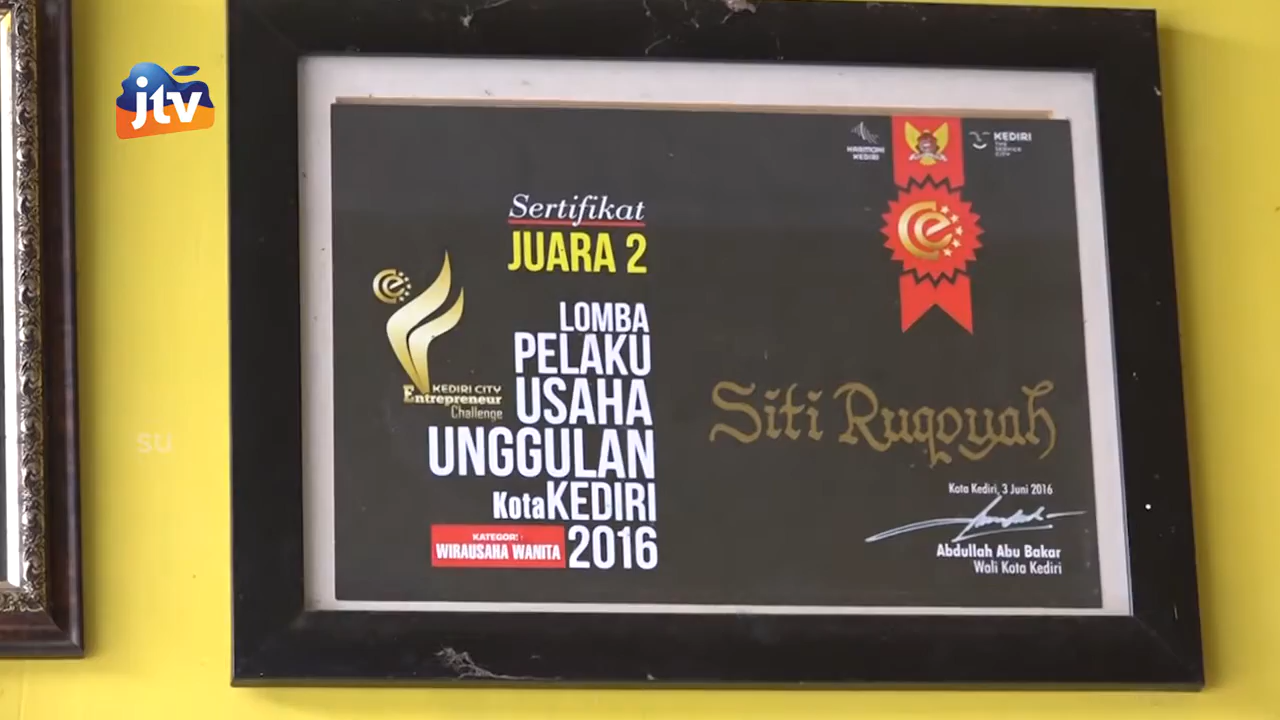 jtv
HARMONI
KEDIRI
KEDIRI
THE
SERVICE
CITY
Sertifikat
JUARA 2
LOMBA
PELAKU
USAHA
UNGGULAN
Kota KEDIRI
2016
KATEGORI
WIRAUSAHA WANITA
KEDIRI CITY
Entrepreneur
Challenge
Siti Ruqoyah
Kota Kediri, 3 Juni 2016
Abdullah Abu Bakar
Wali Kota Kediri
su